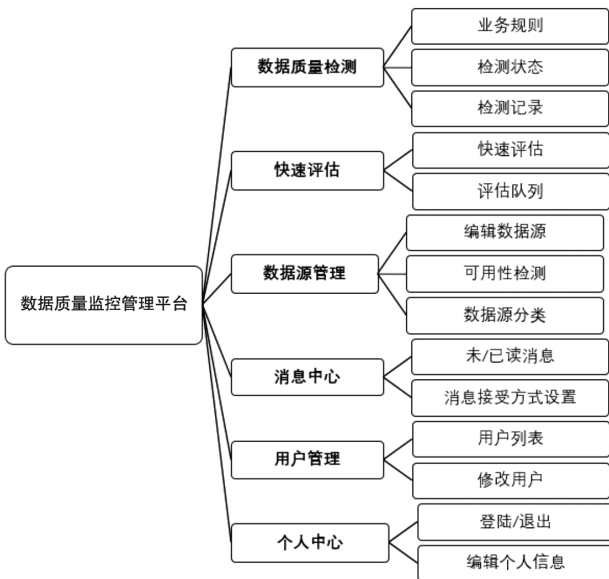 数据质量监控管理平台
数据质量检测
业务规则
检测状态
检测记录
快速评估
快速评估
评估队列
数据源管理
编辑数据源
可用性检测
数据源分类
消息中心
未/已读消息
消息接受方式设置
用户管理
用户列表
修改用户
个人中心
登陆/退出
编辑个人信息